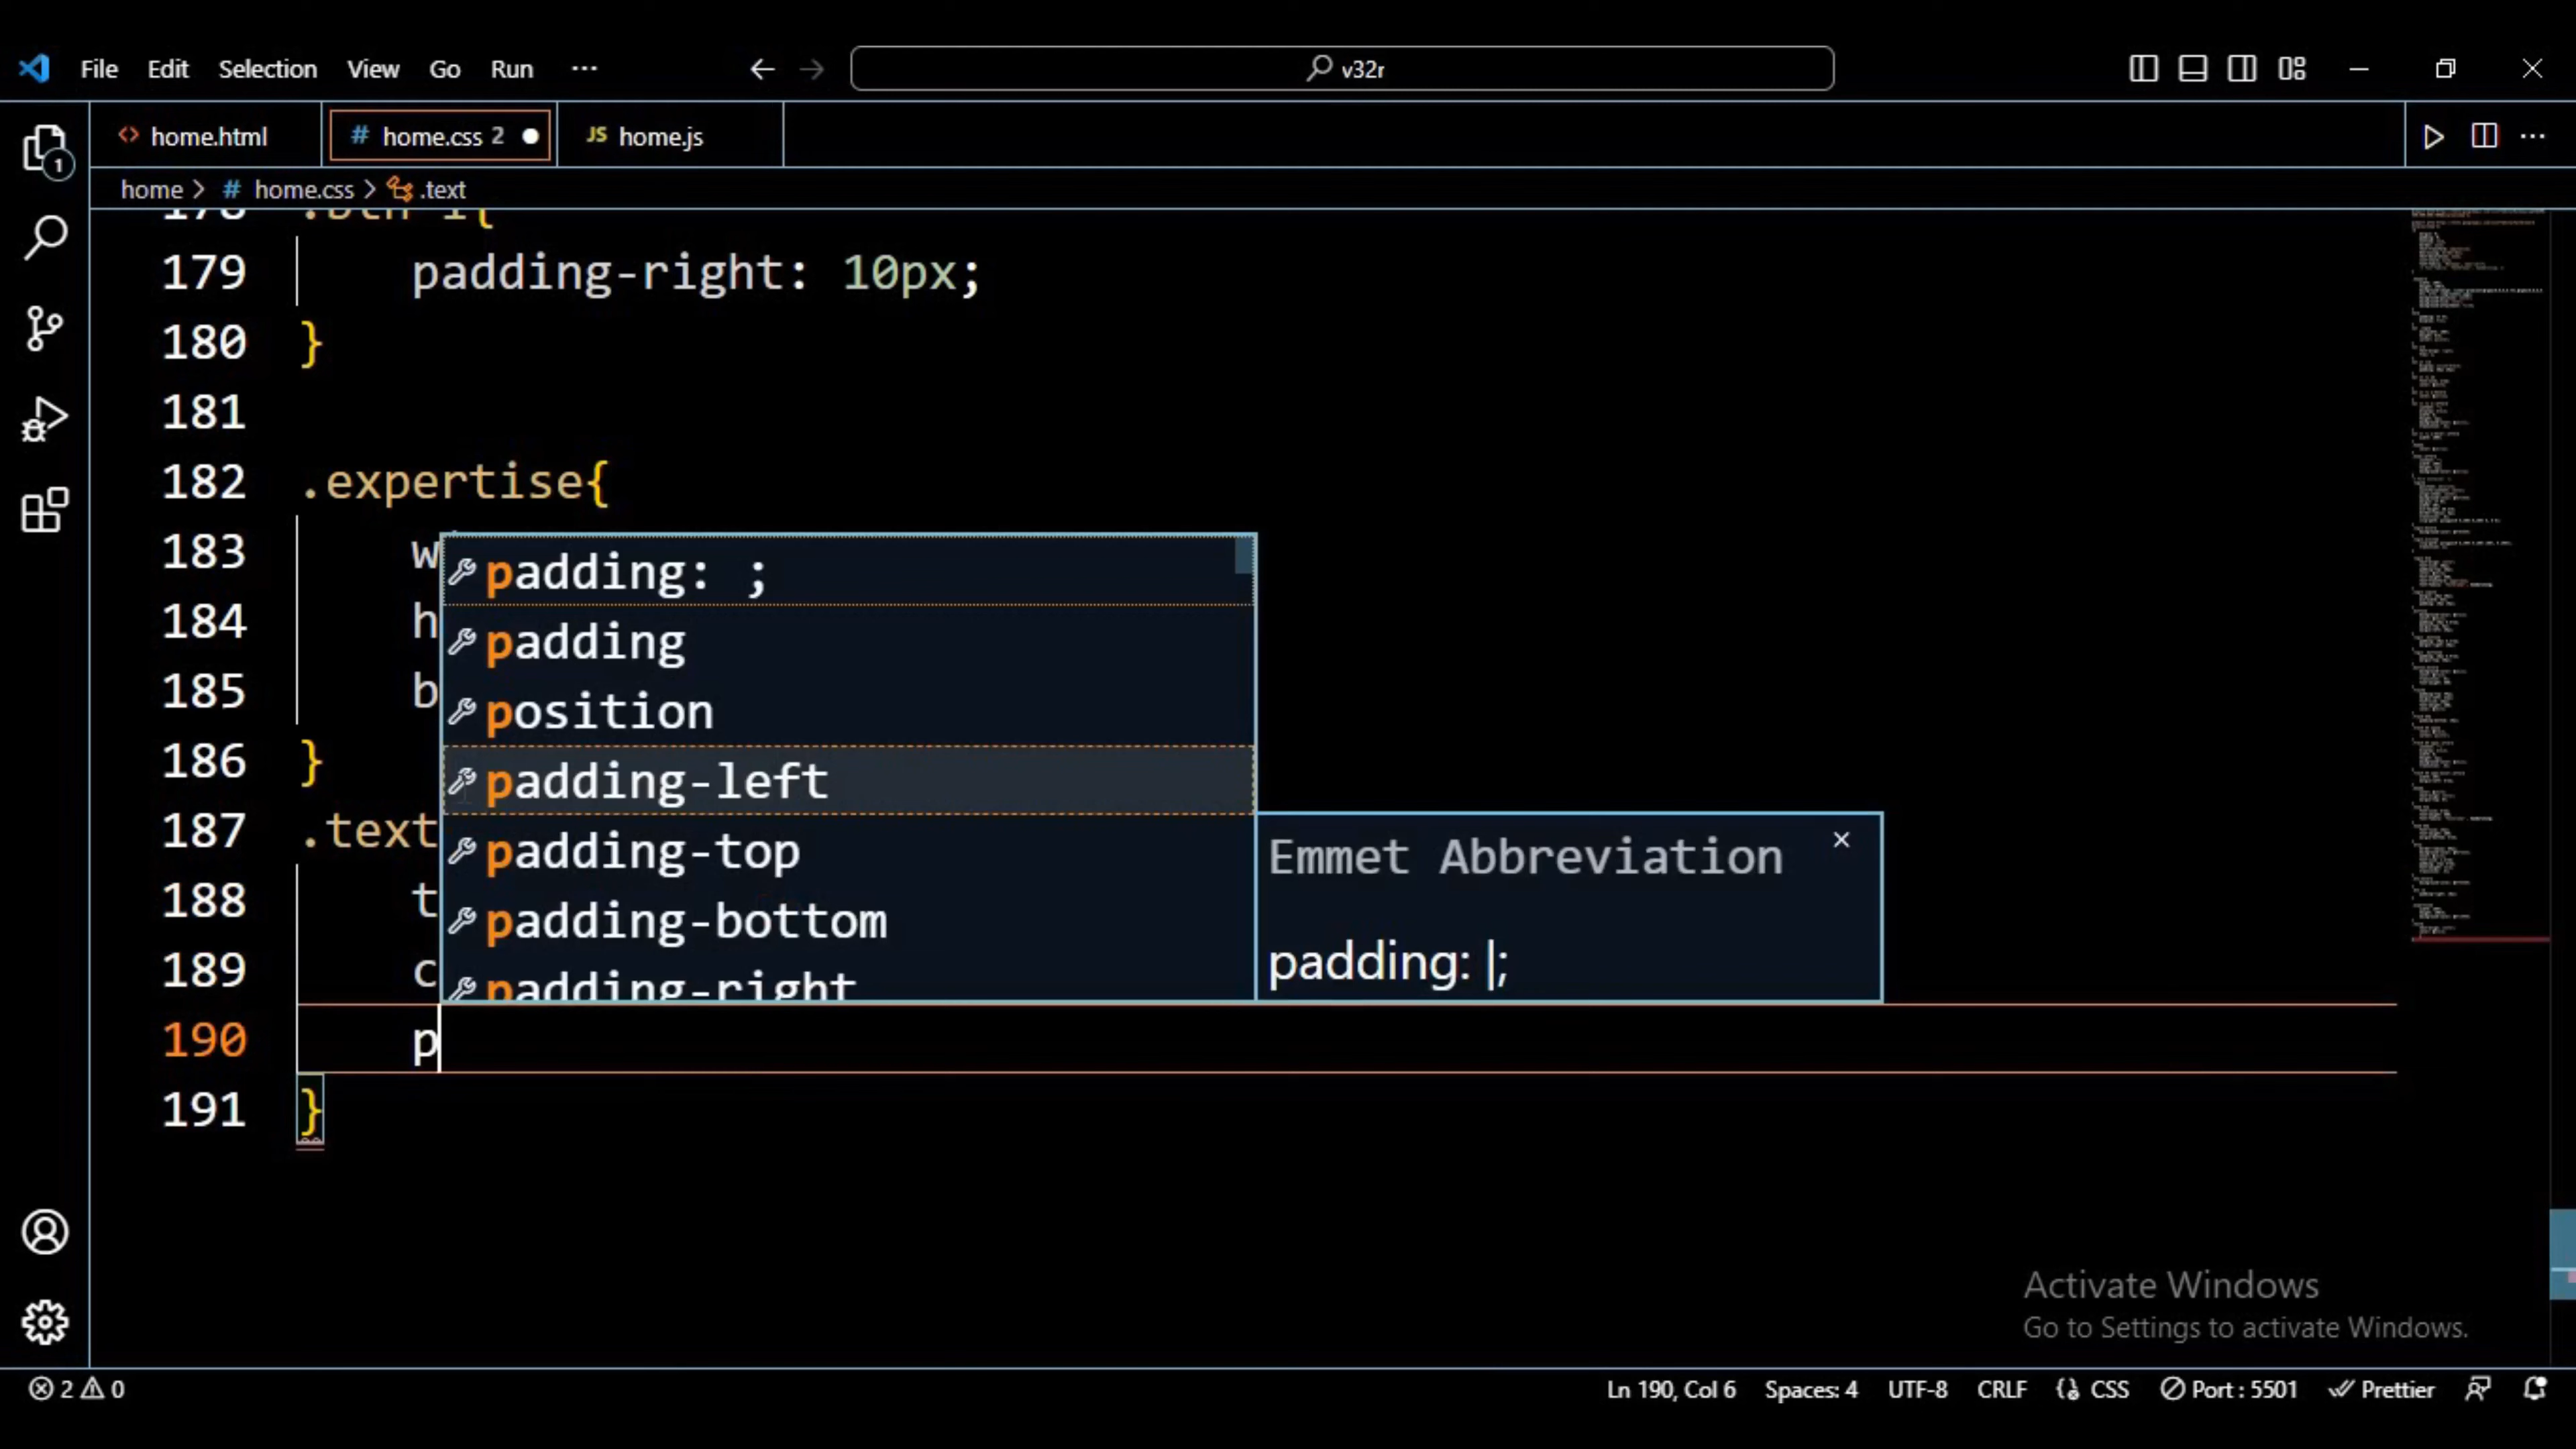 File Edit Selection View Go Run ···
v32r
home.html
# home.css 2
JS home.js
home > # home.css > .text
179 padding-right: 10px;
180 }
181
182 .expertise{
183 w
184 h
185 b
186 }
187 .text
188 t
189 c
190 p
191 }
padding: ;
padding
position
padding-left
padding-top
padding-bottom
padding-right
Emmet Abbreviation ×
padding: |;
1
Activate Windows
Go to Settings to activate Windows.
2 0
Ln 190, Col 6 Spaces: 4 UTF-8 CRLF CSS Port : 5501 Prettier